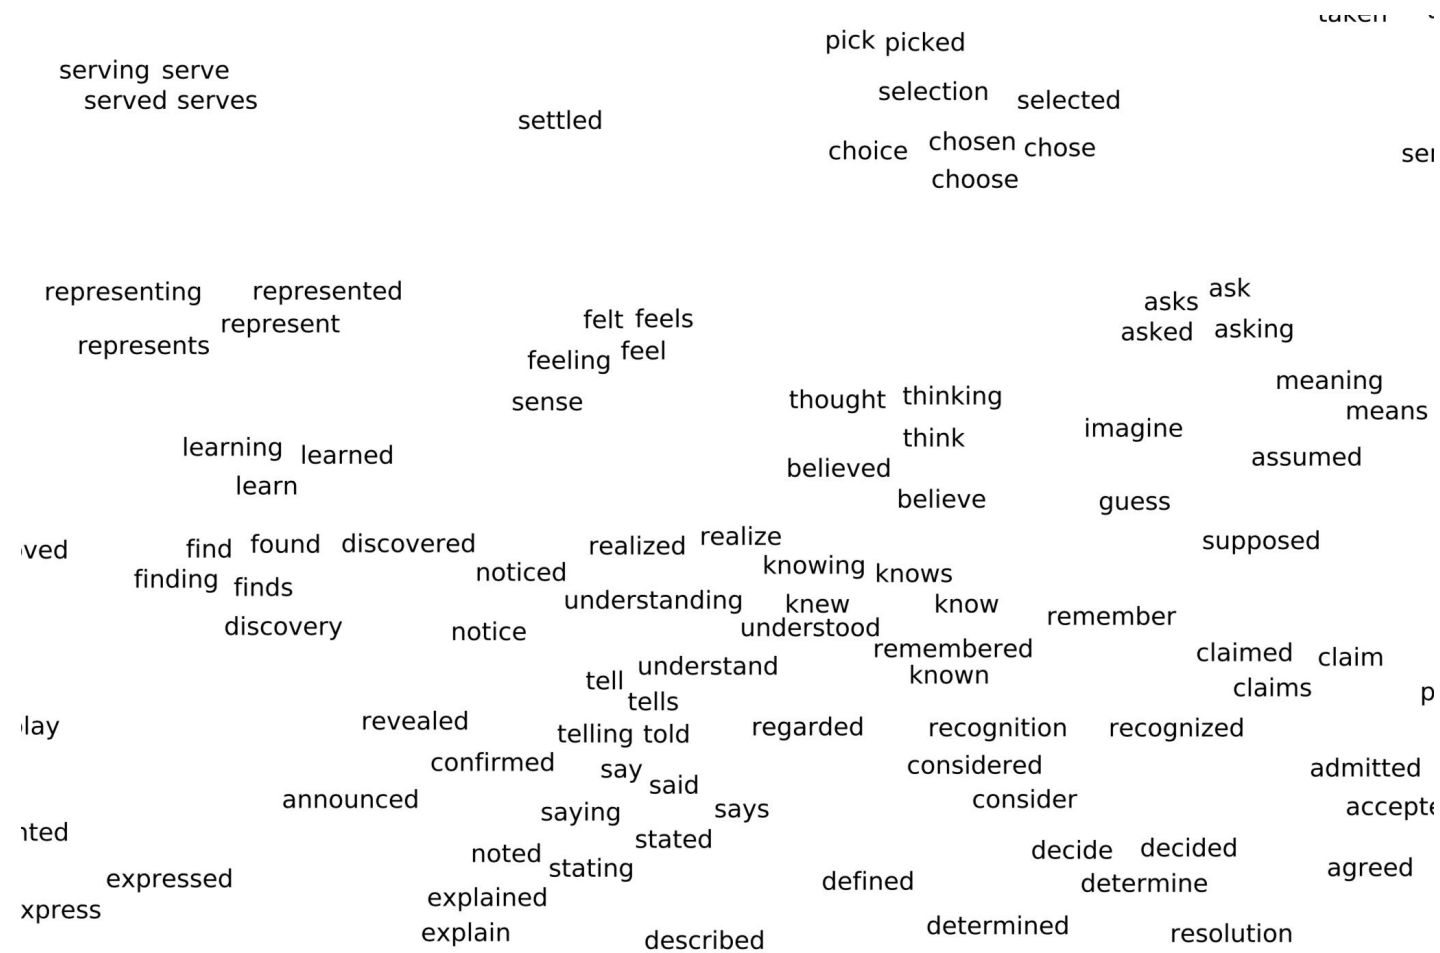 pick picked
serving serve
selection selected
served serves
settled
choice chosen chose
choose
ask
representing represented
asks
felt feels
represent
asked asking
represents
feeling feel
meaning
thought thinking
sense
means
imagine
think
learning learned
assumed
believed
learn
believe guess
realize
supposed
find found discovered realized
noticed knowing knows
finding finds
understanding knew know
remember
discovery notice understood
remembered
claimed claim
understand known
tell
claims
tells
revealed
telling told regarded recognition recognized
confirmed say considered
admitted
said
announced consider
saying says
stated
noted decide decided
stating
agreed
expressed defined determine
explained
determined
explain described resolution